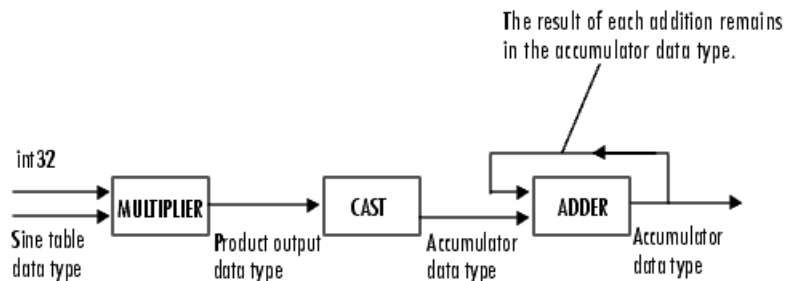 The result of each addition remains
in the accumulator data type.
int32
MULTIPLIER
CAST
ADDER
Sine table
data type
Product output
data type
Accumulator
data type
Accumulator
data type